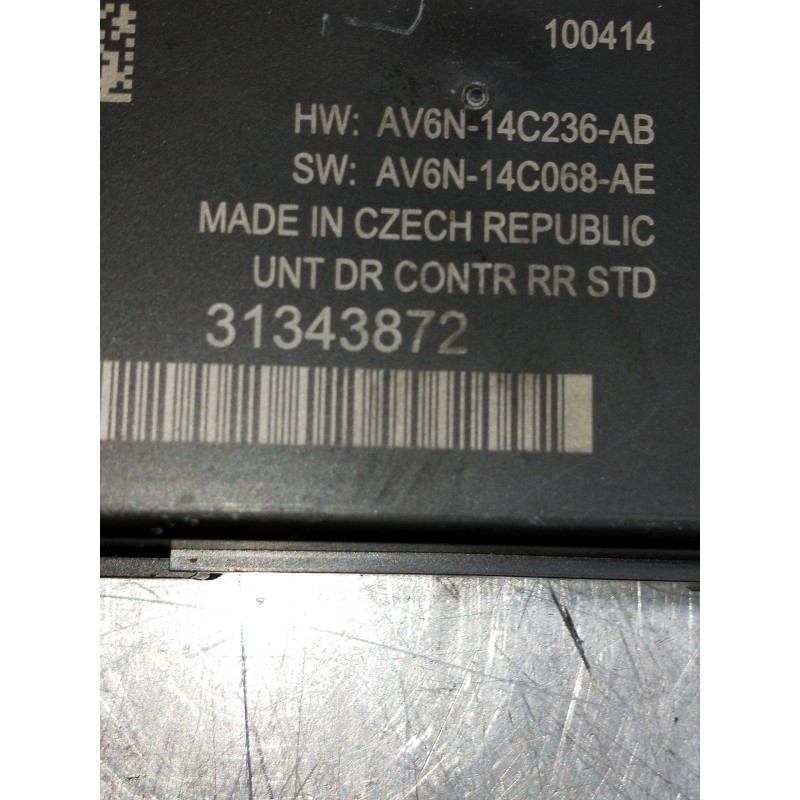 100414
HW: AV6N-14C236-AB
SW: AV6N-14C068-AE
MADE IN CZECH REPUBLIC
UNT DR CONTR RR STD
31343872